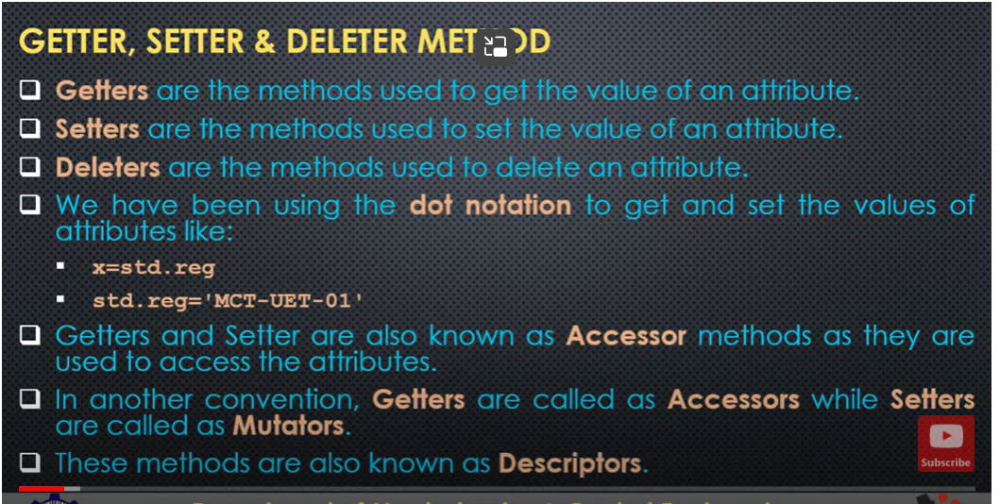 GETTER, SETTER & DELETER METHOD
Getters are the methods used to get the value of an attribute.
Setters are the methods used to set the value of an attribute.
Deleters are the methods used to delete an attribute.
We have been using the dot notation to get and set the values of
attributes like:
x=std.reg
std.reg='MCT-UET-01'
Getters and Setter are also known as Accessor methods as they are
used to access the attributes.
In another convention, Getters are called as Accessors while Setters
are called as Mutators.
These methods are also known as Descriptors.
Subscribe